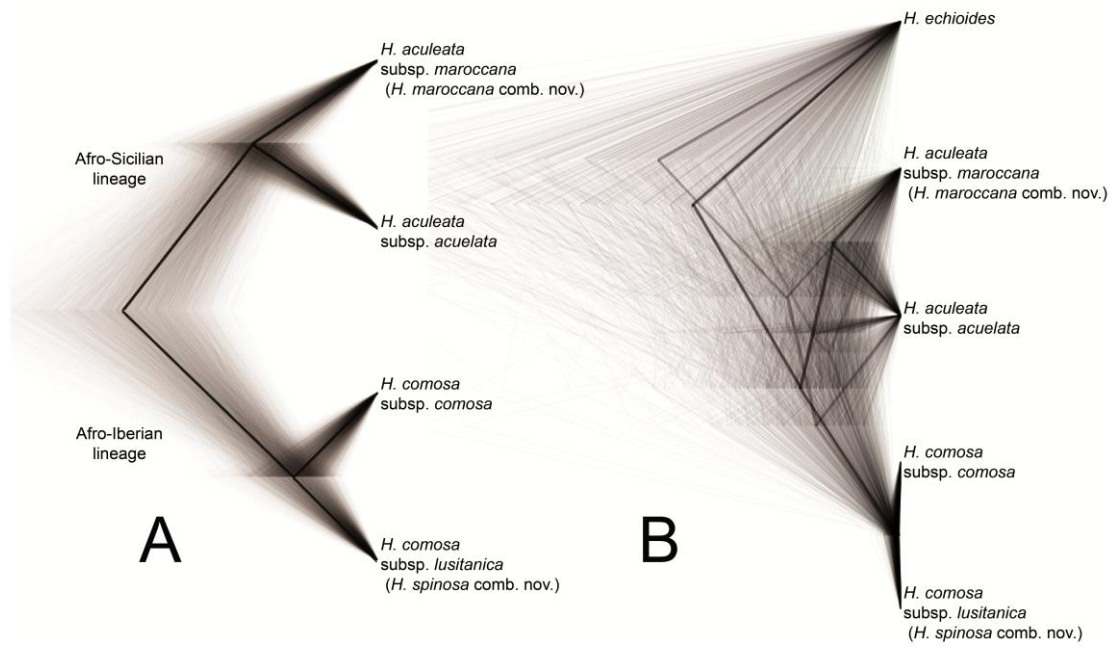 H. aculeata
subsp. maroccana
(H. maroccana comb. nov.)
Afro-Sicilian
lineage
H. aculeata
subsp. acuelata
H. comosa
subsp. comosa
Afro-Iberian
lineage
A
H. comosa
subsp. lusitanica
(H. spinosa comb. nov.)
H. echioides
H. aculeata
subsp. maroccana
(H. maroccana comb. nov.)
H. aculeata
subsp. acuelata
H. comosa
subsp. comosa
B
H. comosa
subsp. lusitanica
(H. spinosa comb. nov.)